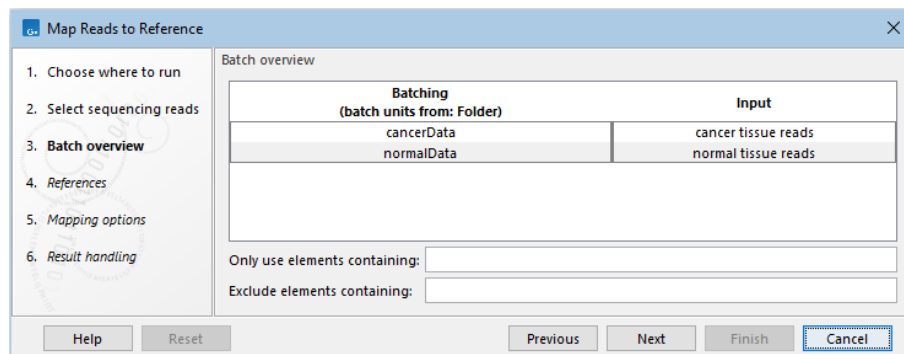 Map Reads to Reference
1. Choose where to run
2. Select sequencing reads
3. Batch overview
4. References
5. Mapping options
6. Result handling
Batch overview
Batching
(batch units from: Folder)
Input
cancerData
cancer tissue reads
normalData
normal tissue reads
Only use elements containing:
Exclude elements containing:
Help
Reset
Previous
Next
Finish
Cancel